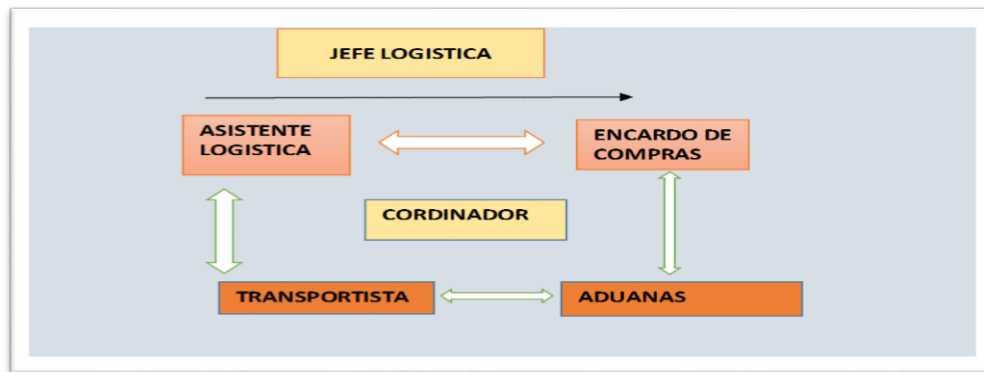 JEFE LOGISTICA
ASISTENTE
LOGISTICA
ENCARDO DE
COMPRAS
CORDINADOR
TRANSPORTISTA
ADUANAS